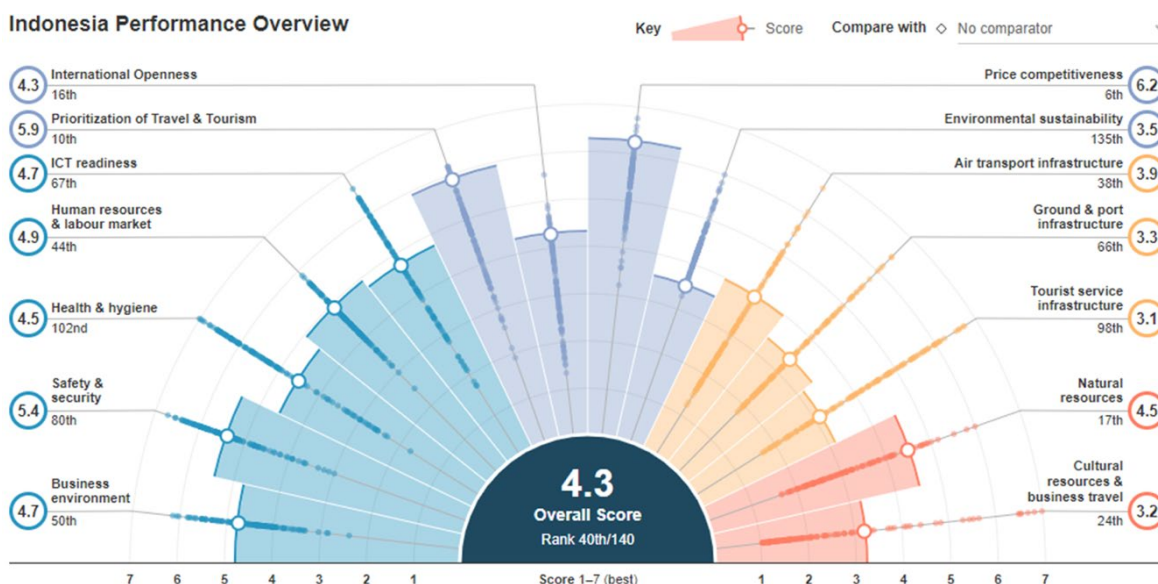 Indonesia Performance Overview
Key
Score
Compare with
No comparator
4.3
International Openness
16th
5.9
Prioritization of Travel & Tourism
10th
4.7
ICT readiness
67th
4.9
Human resources
& labour market
44th
4.5
Health & hygiene
102nd
5.4
Safety &
security
80th
4.7
Business
environment
50th
Price competitiveness
6th
6.2
Environmental sustainability
135th
3.5
Air transport infrastructure
38th
3.9
Ground & port
infrastructure
66th
3.3
Tourist service
infrastructure
98th
3.1
Natural
resources
17th
4.5
Cultural
resources &
business travel
24th
3.2
4.3
Overall Score
Rank 40th/140
7 6 5 4 3 2 1 Score 1–7 (best) 1 2 3 4 5 6 7